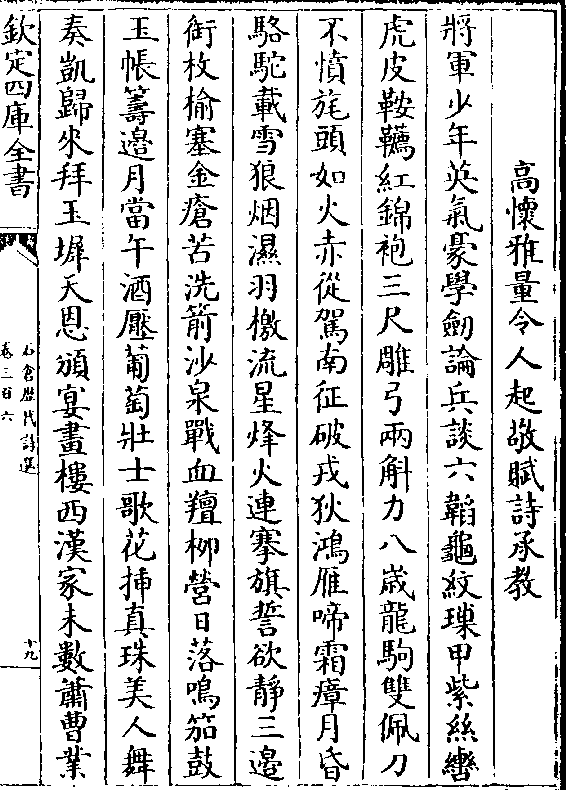 高懷雅量令人起敬賦詩承教
將軍少年英氣豪學劒論兵談六韜龜紋瑮甲紫絲轡
虎皮鞍韉紅錦袍三尺雕弓兩斛力八歲龍駒雙佩刀
不憤旄頭如火赤從駕南征破戎狄鴻雁啼霜瘴月昏
駱駝載雪狼烟濕羽檄流星烽火連搴旗誓欲靜三邊
銜枚榆塞金瘡苦洗箭沙泉戰血羶柳營日落鳴笳鼓
玉帳籌邊月當午酒壓葡萄壯士歌花揷真珠美人舞
奏凱歸來拜玉墀天恩頒宴畫樓西漢家未數蕭曹業
欽定四庫全書
石倉歷代詩選
卷三百六
十九